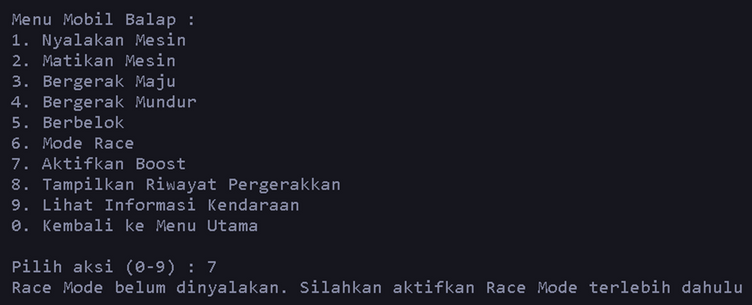 Menu Mobil Balap :
1. Nyalakan Mesin
2. Matikan Mesin
3. Bergerak Maju
4. Bergerak Mundur
5. Berbelok
6. Mode Race
7. Aktifkan Boost
8. Tampilkan Riwayat Pergerakkan
9. Lihat Informasi Kendaraan
0. Kembali ke Menu Utama
Pilih aksi (0-9) : 7
Race Mode belum dinyalakan. Silahkan aktifkan Race Mode terlebih dahulu